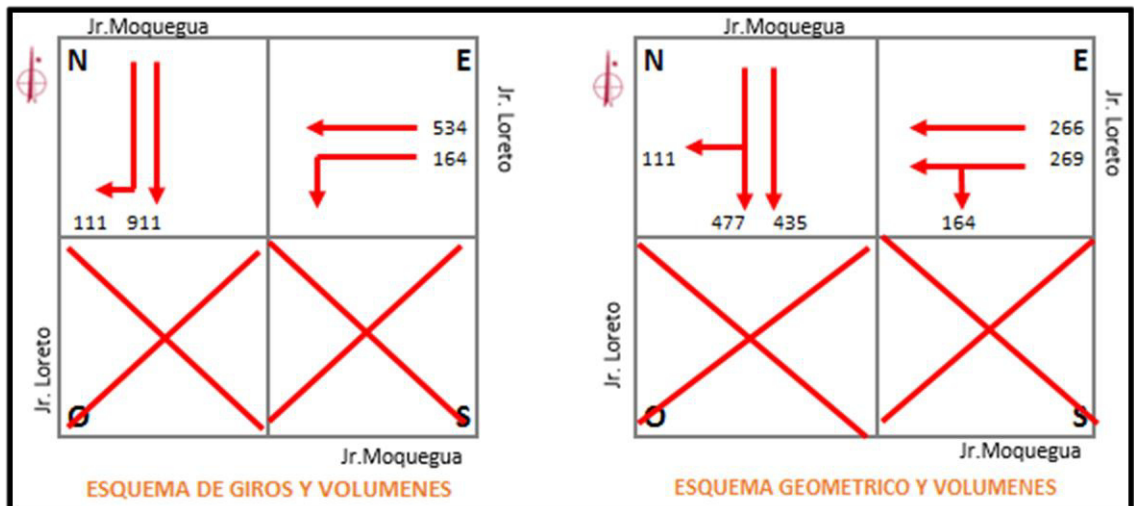 Jr.Moquegua
N
E
Jr. Loreto
534
164
111 911
Jr. Loreto
O
S
Jr.Moquegua
ESQUEMA DE GIROS Y VOLUMENES
Jr.Moquegua
N
E
Jr. Loreto
266
269
111
477 435
164
Jr. Loreto
O
S
Jr.Moquegua
ESQUEMA GEOMETRICO Y VOLUMENES